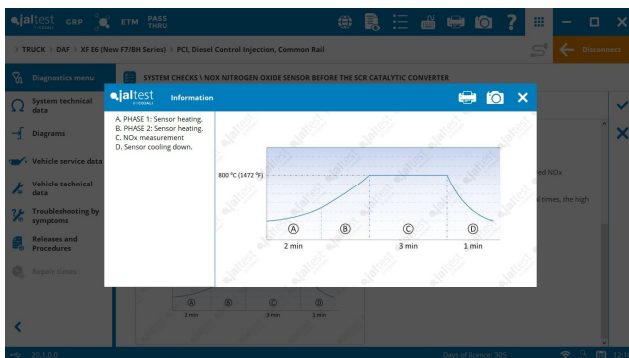 jaltest
GRP
ETM
PASS
THRU
TRUCK / DAF / XF E6 (New F7/BH Series) / PCI, Diesel Control Injection, Common Rail
Disconnect
Diagnostics menu
SYSTEM CHECKS \ NOX NITROGEN OXIDE SENSOR BEFORE THE SCR CATALYTIC CONVERTER
System technical
data
Diagrams
Vehicle service data
Vehicle technical
data
Troubleshooting by
symptoms
Releases and
Procedures
Repair times
jaltest
Information
A. PHASE 1: Sensor heating.
B. PHASE 2: Sensor heating.
C. NOx measurement
D. Sensor cooling down.
800 °C (1472 °F)
A B C D
2 min 3 min 1 min
NOx
times, the high
A B C D
2 min 3 min 1 min
20.1.0.0
Days of licence: 305